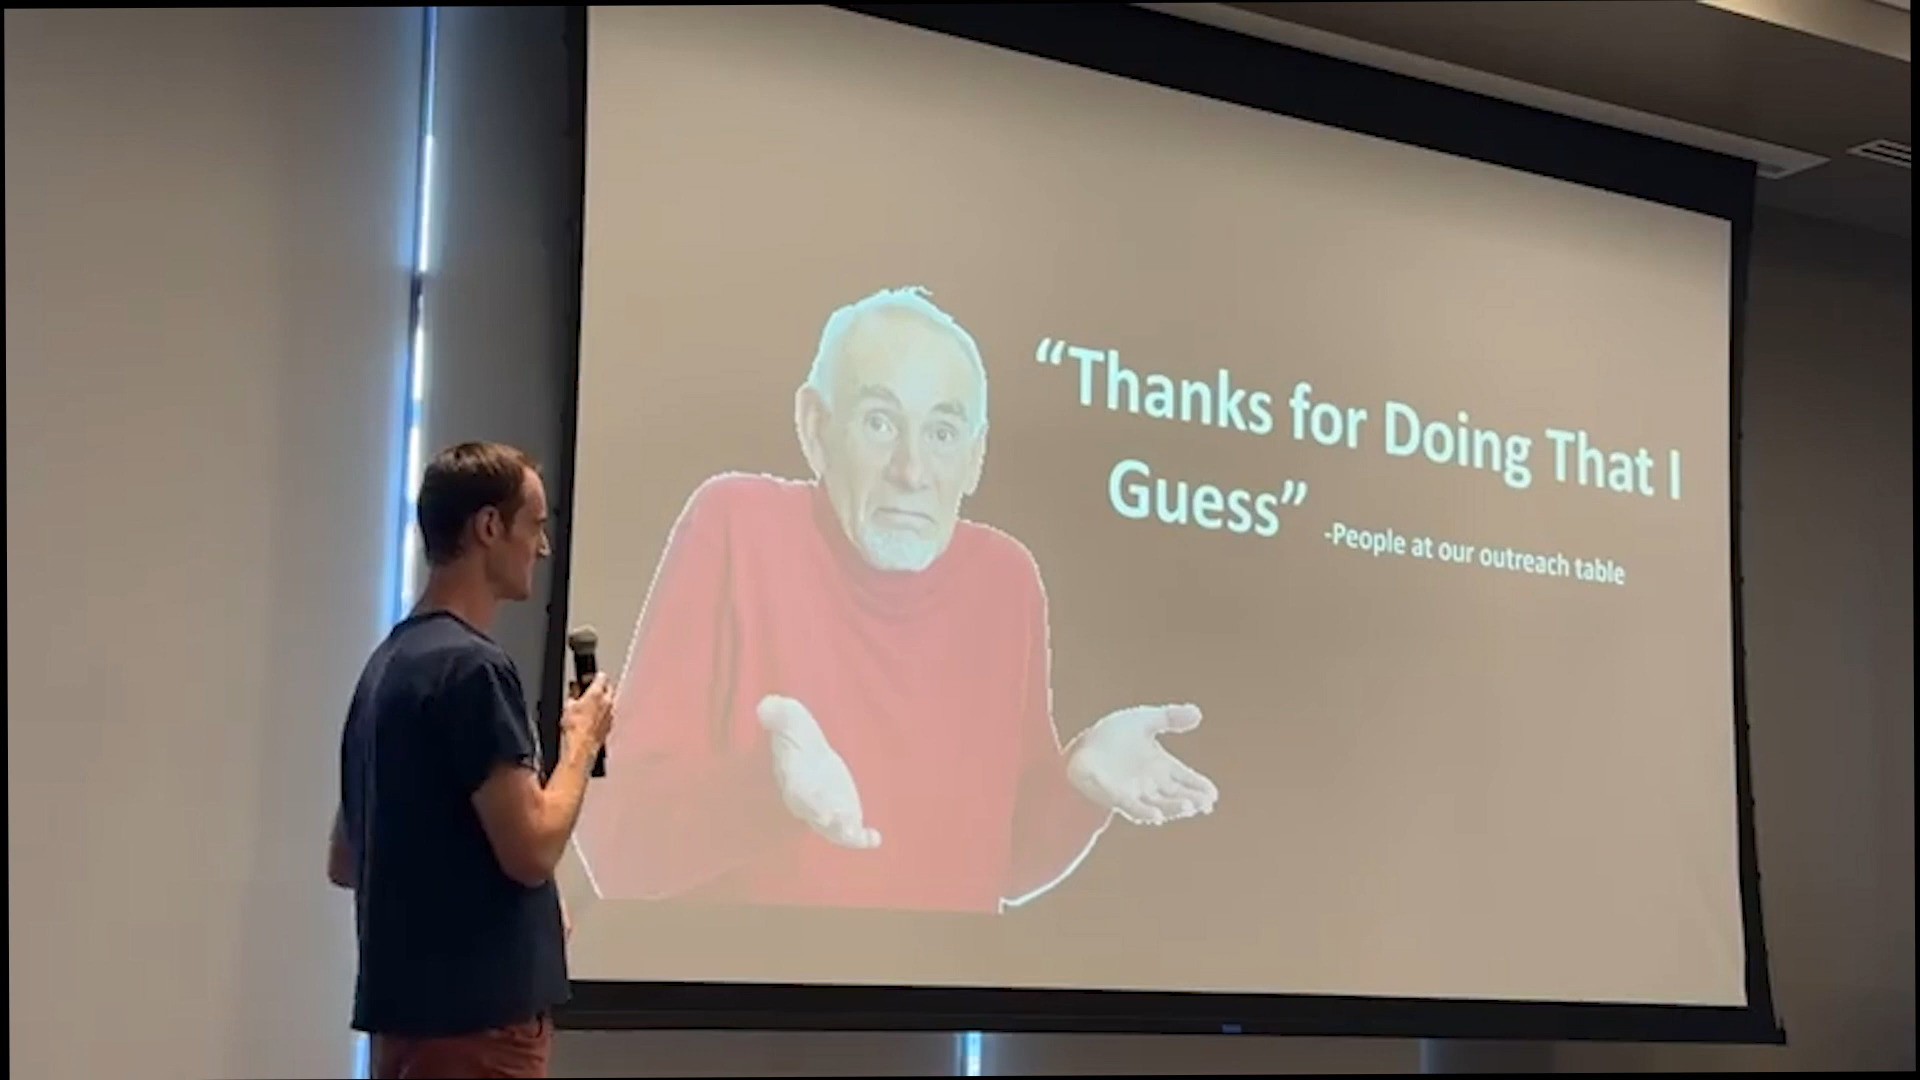 “Thanks for Doing That I
Guess” -People at our outreach table